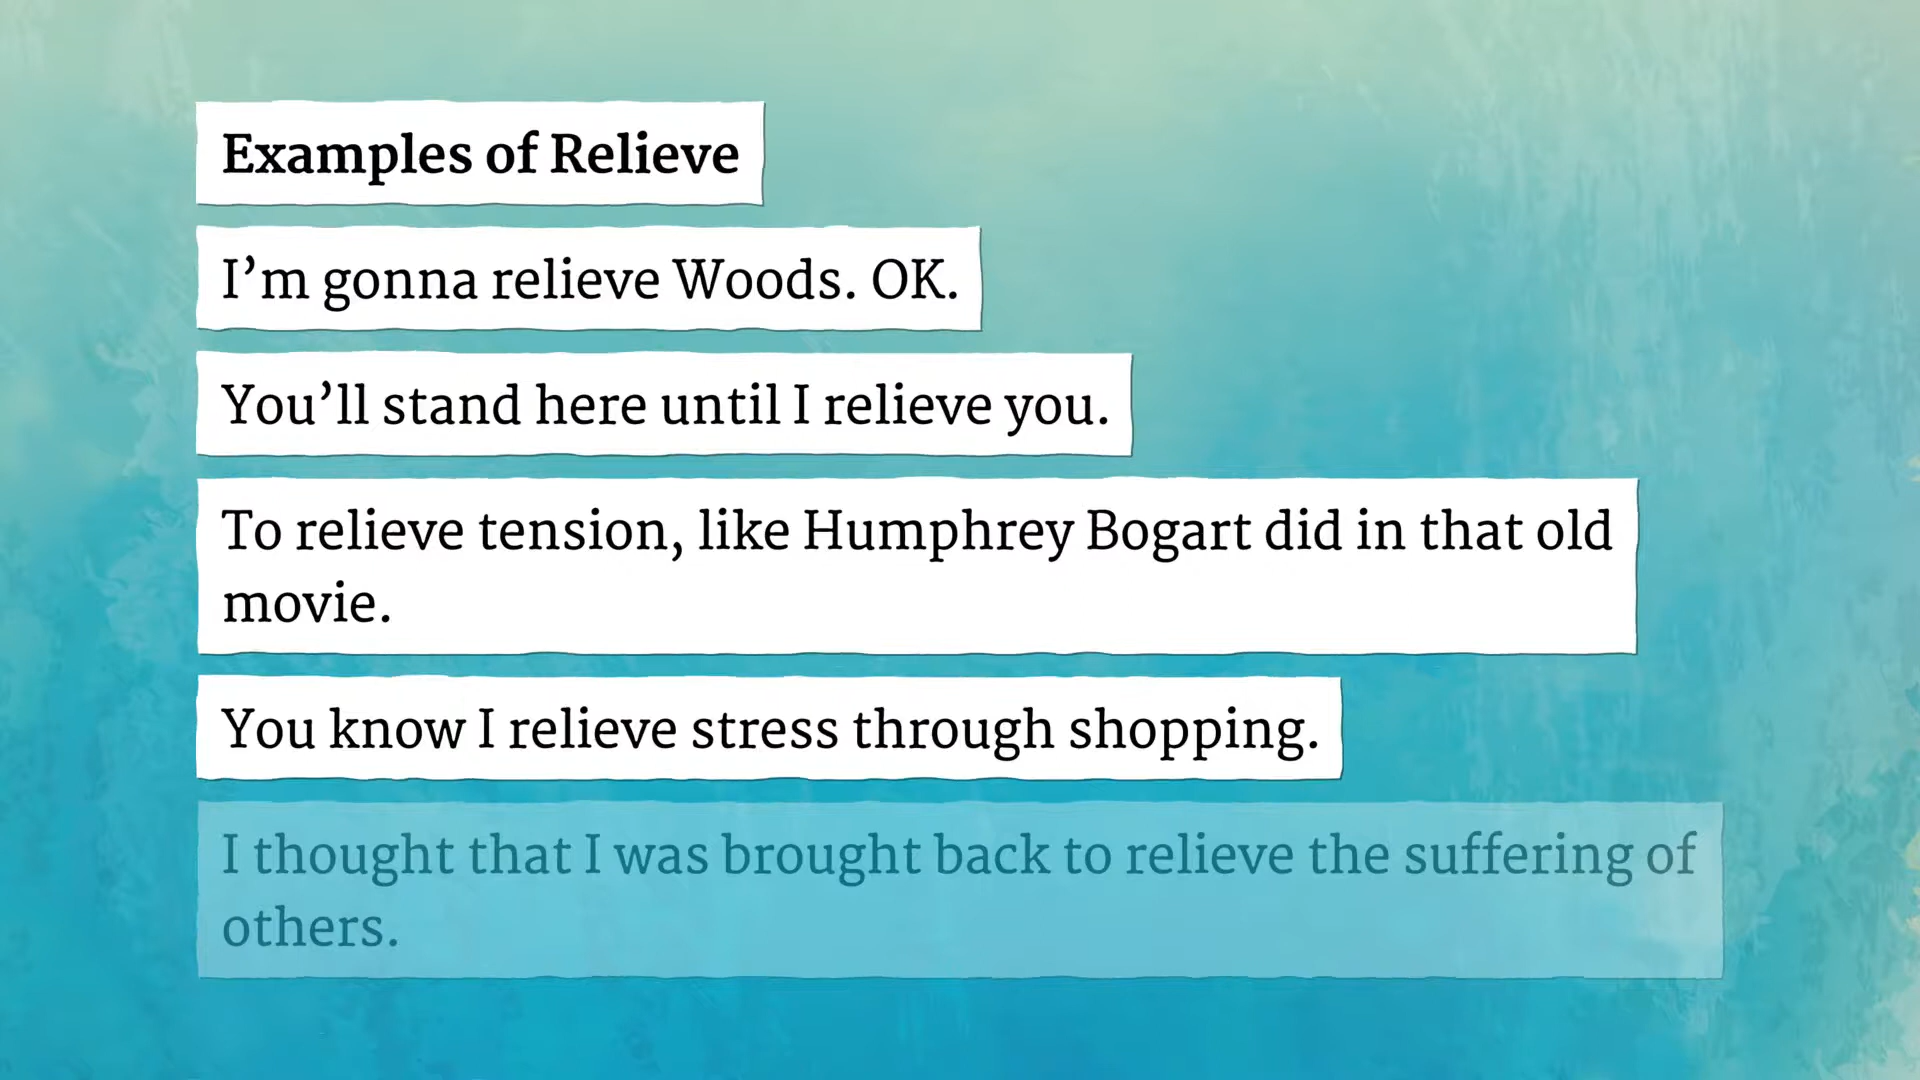 Examples of Relieve
I’m gonna relieve Woods. OK.
You’ll stand here until I relieve you.
To relieve tension, like Humphrey Bogart did in that old
movie.
You know I relieve stress through shopping.
I thought that I was brought back to relieve the suffering of
others.